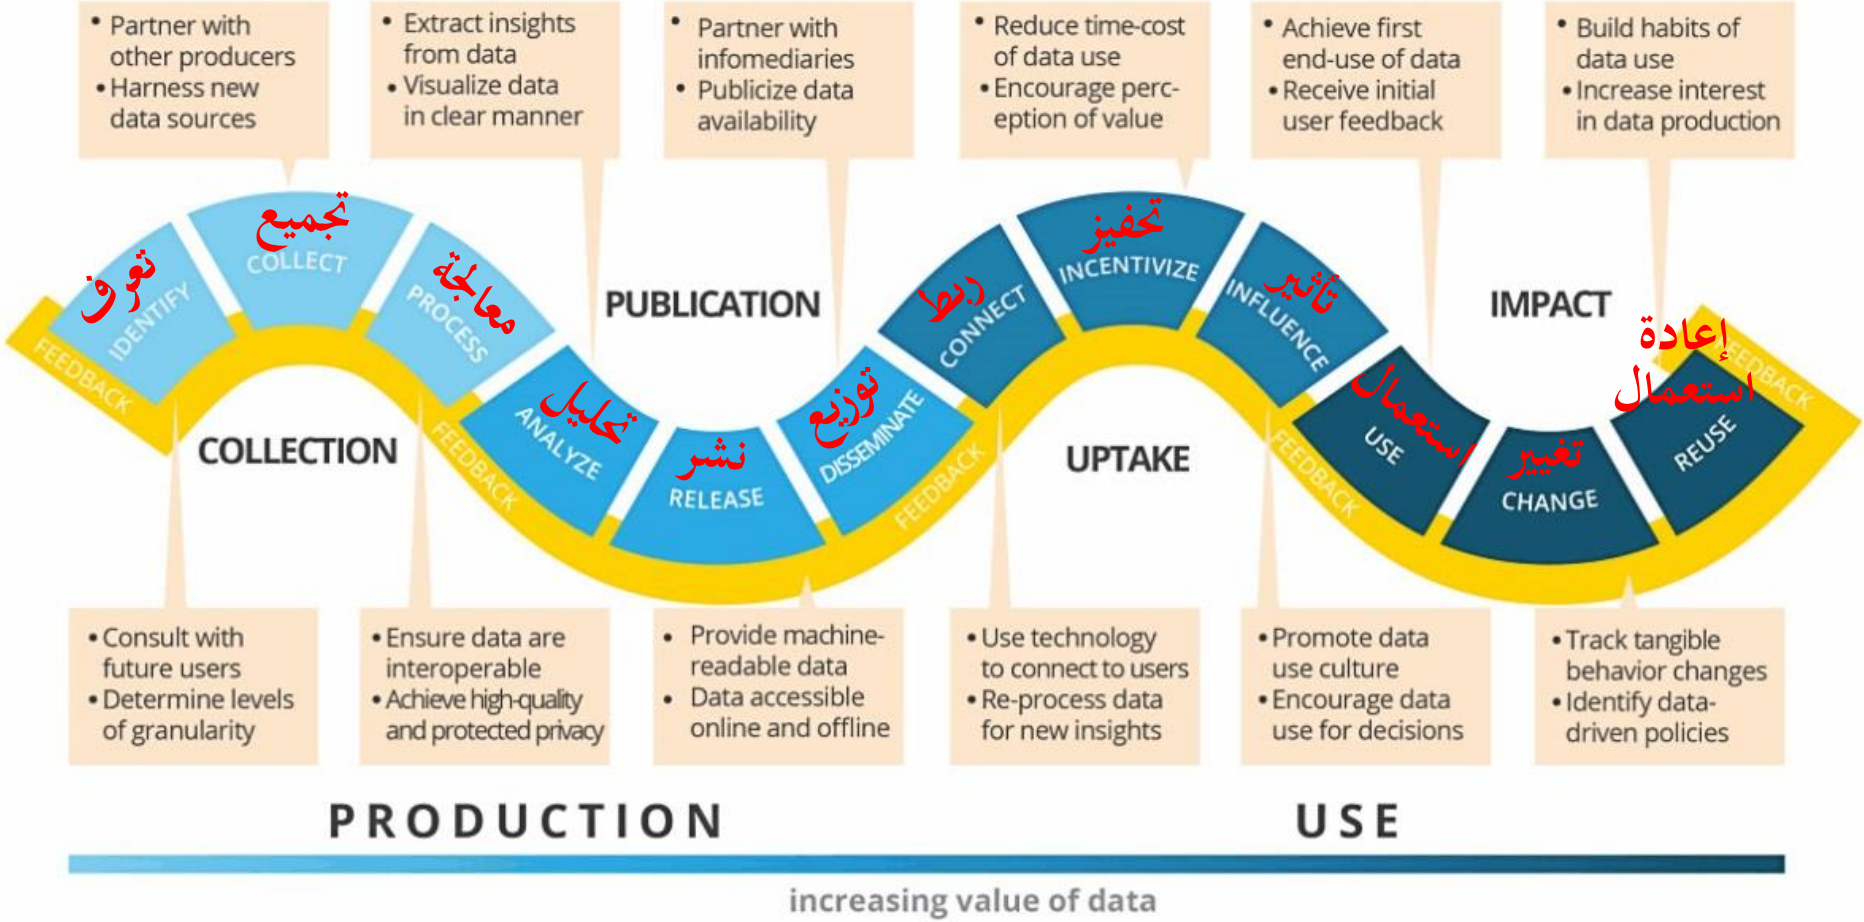 • Partner with
other producers
• Harness new
data sources
• Extract insights
from data
• Visualize data
in clear manner
• Partner with
infomediaries
• Publicize data
availability
• Reduce time-cost
of data use
• Encourage perc-
eption of value
• Achieve first
end-use of data
• Receive initial
user feedback
• Build habits of
data use
• Increase interest
in data production
تعرف
IDENTIFY
تجميع
COLLECT
معالجة
PROCESS
تحليل
ANALYZE
نشر
RELEASE
توزيع
DISSEMINATE
ربط
CONNECT
تحفيز
INCENTIVIZE
تأثير
INFLUENCE
استعمال
USE
تغيير
CHANGE
إعادة
استعمال
REUSE
FEEDBACK
FEEDBACK
FEEDBACK
FEEDBACK
FEEDBACK
COLLECTION
PUBLICATION
UPTAKE
IMPACT
• Consult with
future users
• Determine levels
of granularity
• Ensure data are
interoperable
• Achieve high-quality
and protected privacy
• Provide machine-
readable data
• Data accessible
online and offline
• Use technology
to connect to users
• Re-process data
for new insights
• Promote data
use culture
• Encourage data
use for decisions
• Track tangible
behavior changes
• Identify data-
driven policies
PRODUCTION
USE
increasing value of data